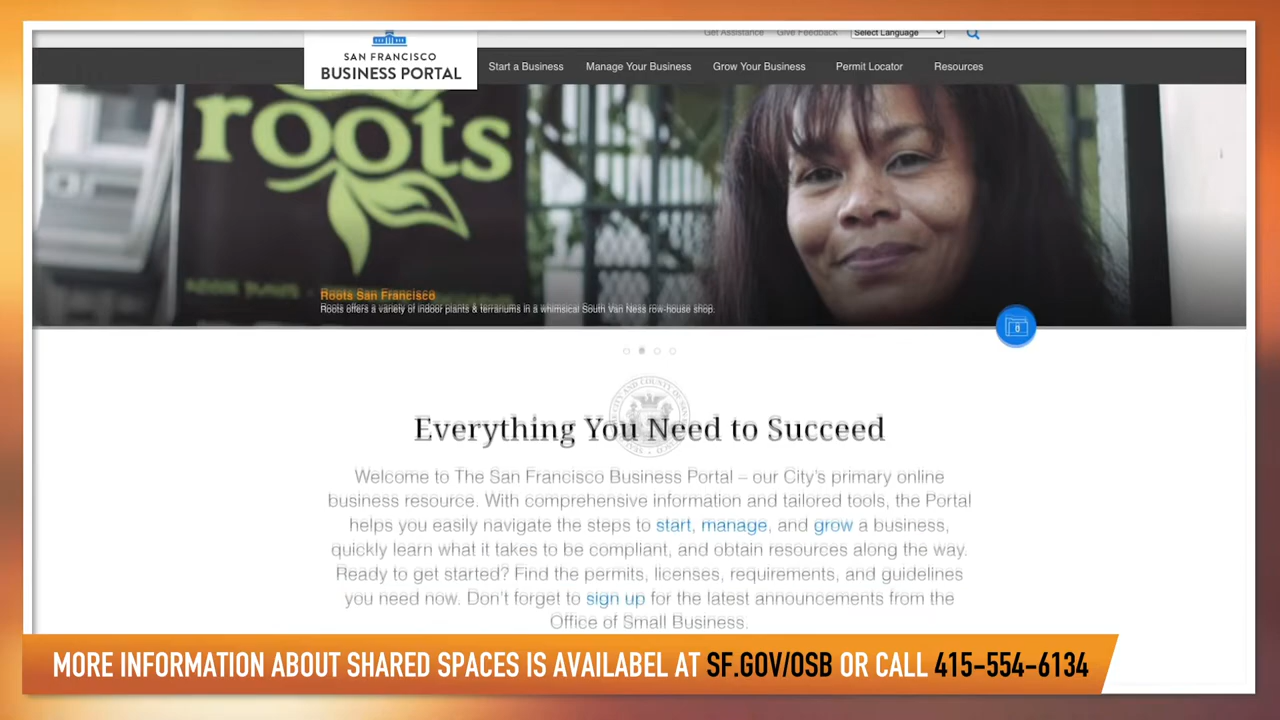 Get Assistance Give Feedback Select Language
SAN FRANCISCO
BUSINESS PORTAL
Start a Business Manage Your Business Grow Your Business Permit Locator Resources
roots
Roots San Francisco
Roots offers a variety of indoor plants & terrariums in a whimsical South Van Ness row-house shop.
Everything You Need to Succeed
Welcome to The San Francisco Business Portal – our City's primary online
business resource. With comprehensive information and tailored tools, the Portal
helps you easily navigate the steps to start, manage, and grow a business,
quickly learn what it takes to be compliant, and obtain resources along the way.
Ready to get started? Find the permits, licenses, requirements, and guidelines
you need now. Don't forget to sign up for the latest announcements from the
Office of Small Business.
MORE INFORMATION ABOUT SHARED SPACES IS AVAILABEL AT SF.GOV/OSB OR CALL 415-554-6134